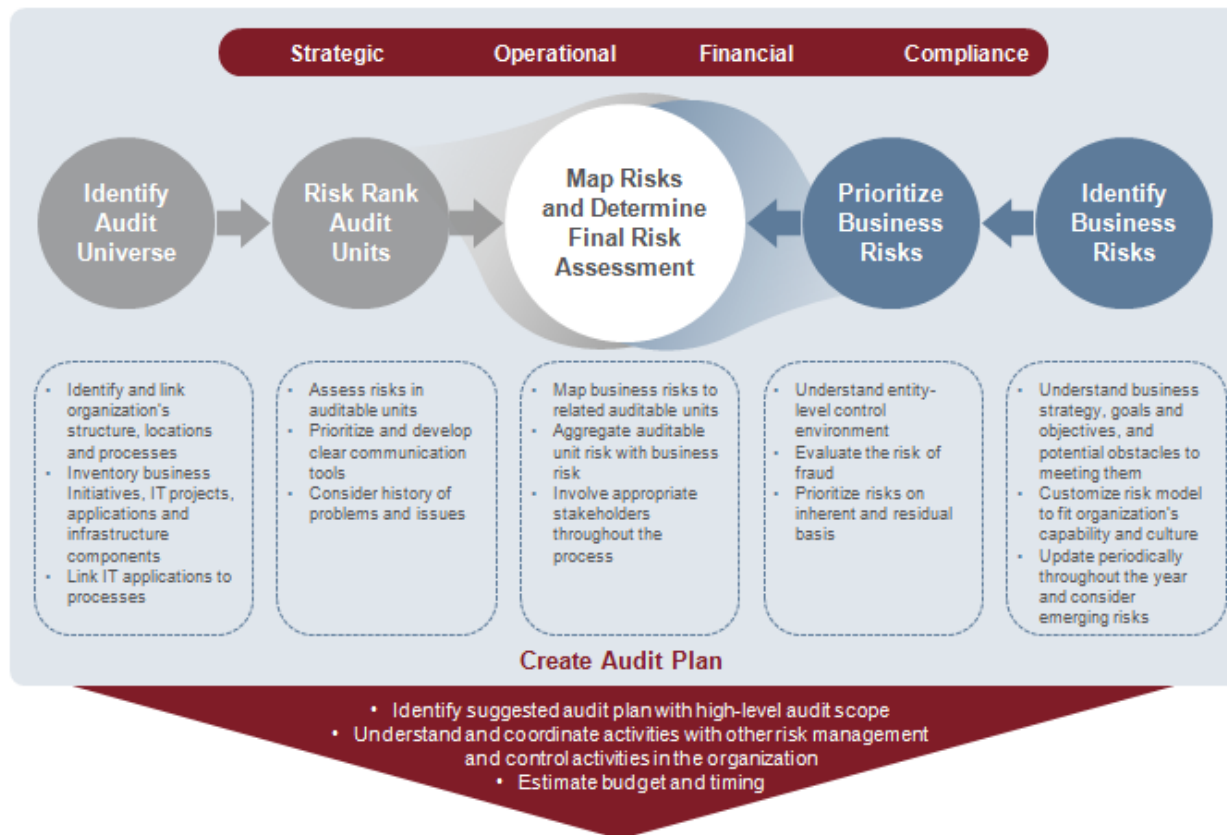 Strategic Operational Financial Compliance
Identify
Audit
Universe
Risk Rank
Audit
Units
Map Risks
and Determine
Final Risk
Assessment
Prioritize
Business
Risks
Identify
Business
Risks
• Identify and link
organization's
structure, locations
and processes
• Inventory business
Initiatives, IT projects,
applications and
infrastructure
components
• Link IT applications to
processes
• Assess risks in
auditable units
• Prioritize and develop
clear communication
tools
• Consider history of
problems and issues
• Map business risks to
related auditable units
• Aggregate auditable
unit risk with business
risk
• Involve appropriate
stakeholders
throughout the
process
• Understand entity-
level control
environment
• Evaluate the risk of
fraud
• Prioritize risks on
inherent and residual
basis
• Understand business
strategy, goals and
objectives, and
potential obstacles to
meeting them
• Customize risk model
to fit organization's
capability and culture
• Update periodically
throughout the year
and consider
emerging risks
Create Audit Plan
• Identify suggested audit plan with high-level audit scope
• Understand and coordinate activities with other risk management
and control activities in the organization
• Estimate budget and timing